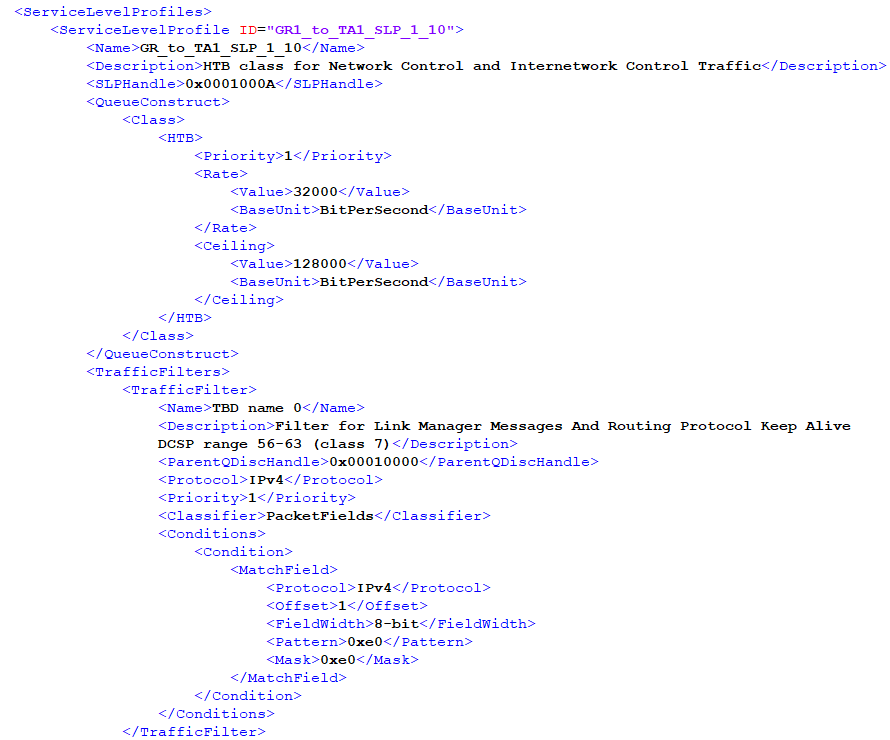 <ServiceLevelProfiles>
<ServiceLevelProfile ID="GR1_to_TA1_SLP_1_10">
<Name>GR_to_TA1_SLP_1_10</Name>
<Description>HTB class for Network Control and Internetwork Control Traffic</Description>
<SLPHandle>0x0001000A</SLPHandle>
<QueueConstruct>
<Class>
<HTB>
<Priority>1</Priority>
<Rate>
<Value>32000</Value>
<BaseUnit>BitPerSecond</BaseUnit>
</Rate>
<Ceiling>
<Value>128000</Value>
<BaseUnit>BitPerSecond</BaseUnit>
</Ceiling>
</HTB>
</Class>
</QueueConstruct>
<TrafficFilters>
<TrafficFilter>
<Name>TBD name 0</Name>
<Description>Filter for Link Manager Messages And Routing Protocol Keep Alive
DCSP range 56-63 (class 7)</Description>
<ParentQDiscHandle>0x00010000</ParentQDiscHandle>
<Protocol>IPv4</Protocol>
<Priority>1</Priority>
<Classifier>PacketFields</Classifier>
<Conditions>
<Condition>
<MatchField>
<Protocol>IPv4</Protocol>
<Offset>1</Offset>
<FieldWidth>8-bit</FieldWidth>
<Pattern>0xe0</Pattern>
<Mask>0xe0</Mask>
</MatchField>
</Condition>
</Conditions>
</TrafficFilter>